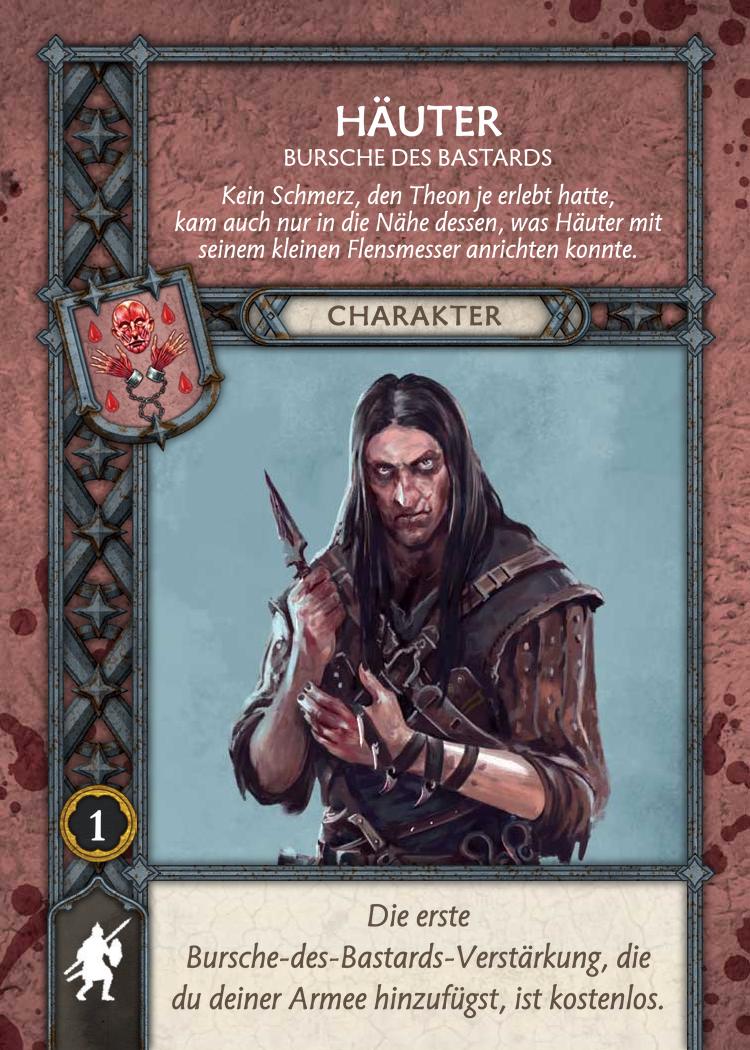 HÄUTER
BURSCHE DES BASTARDS
Kein Schmerz, den Theon je erlebt hatte,
kam auch nur in die Nähe dessen, was Häuter mit
seinem kleinen Flensmesser anrichten konnte.
CHARAKTER
1
Die erste
Bursche-des-Bastards-Verstärkung, die
du deiner Armee hinzufügst, ist kostenlos.